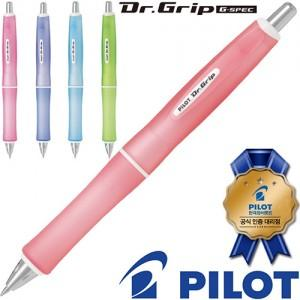 Dr.Grip G-SPEC
PILOT Dr.Grip
PILOT
공식 인증 대리점
PILOT